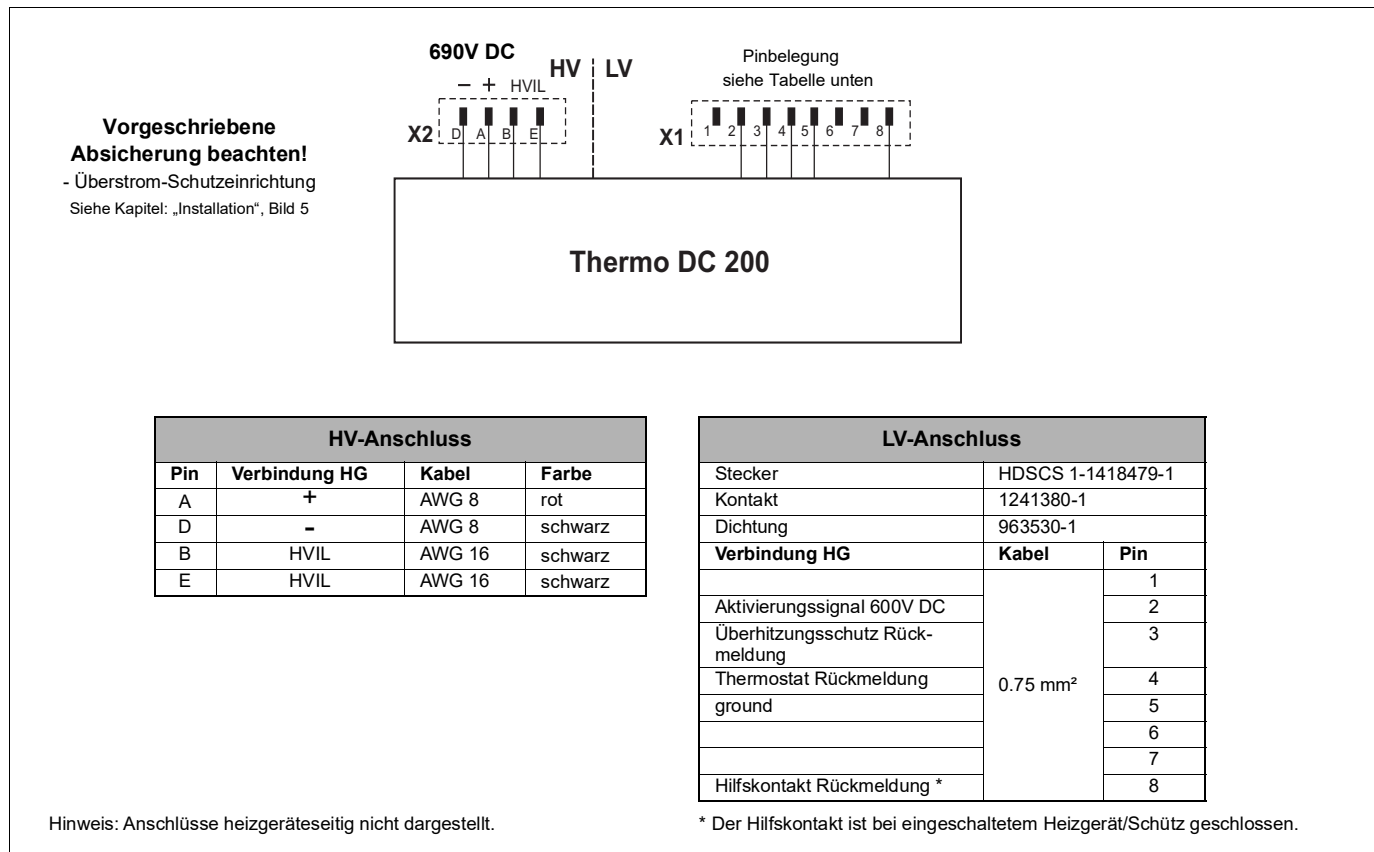 690V DC
HV LV
− + HVIL
X2 D A B E
Pinbelegung
siehe Tabelle unten
X1 1 2 3 4 5 6 7 8
Vorgeschriebene
Absicherung beachten!
- Überstrom-Schutzeinrichtung
Siehe Kapitel: „Installation“, Bild 5
Thermo DC 200
HV-Anschluss
Pin Verbindung HG Kabel Farbe
A + AWG 8 rot
D - AWG 8 schwarz
B HVIL AWG 16 schwarz
E HVIL AWG 16 schwarz
LV-Anschluss
Stecker HDSCS 1-1418479-1
Kontakt 1241380-1
Dichtung 963530-1
Verbindung HG Kabel Pin
1
Aktivierungssignal 600V DC 2
Überhitzungsschutz Rück- 3
meldung
Thermostat Rückmeldung 0.75 mm² 4
ground 5
6
7
Hilfskontakt Rückmeldung * 8
Hinweis: Anschlüsse heizgeräteseitig nicht dargestellt.
* Der Hilfskontakt ist bei eingeschaltetem Heizgerät/Schütz geschlossen.